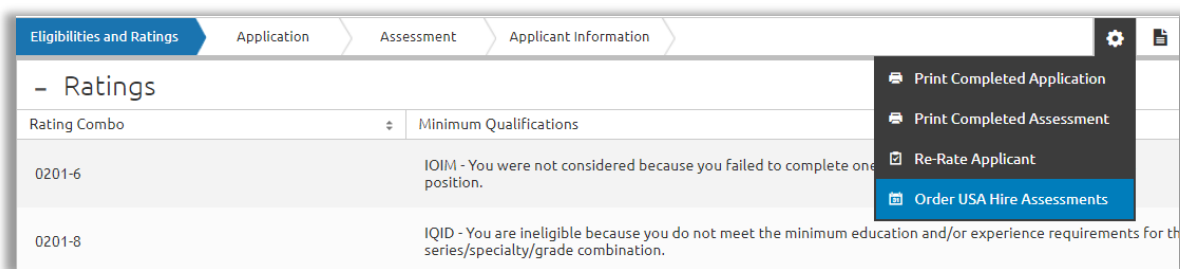 Eligibilities and Ratings Application Assessment Applicant Information
– Ratings
Print Completed Application
Print Completed Assessment
Re-Rate Applicant
Order USA Hire Assessments
Rating Combo Minimum Qualifications
0201-6 IOIM - You were not considered because you failed to complete one
position.
0201-8 IQID - You are ineligible because you do not meet the minimum education and/or experience requirements for
series/specialty/grade combination.